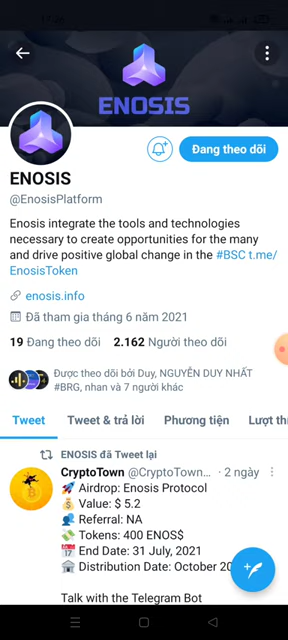 ENOSIS
Đang theo dõi
ENOSIS
@EnosisPlatform
Enosis integrate the tools and technologies
necessary to create opportunities for the many
and drive positive global change in the #BSC t.me/
EnosisToken
enosis.info
Đã tham gia tháng 6 năm 2021
19 Đang theo dõi 2.162 Người theo dõi
Được theo dõi bởi Duy, NGUYỄN DUY NHẤT
#BRG, nhan và 7 người khác
Tweet Tweet & trả lời Phương tiện Lượt th
ENOSIS đã Tweet lại
CryptoTown @CryptoTown... · 2 ngày
🚀 Airdrop: Enosis Protocol
💰 Value: $ 5.2
👥 Referral: NA
💸 Tokens: 400 ENOS$
📅 End Date: 31 July, 2021
🏦 Distribution Date: October 20
Talk with the Telegram Bot